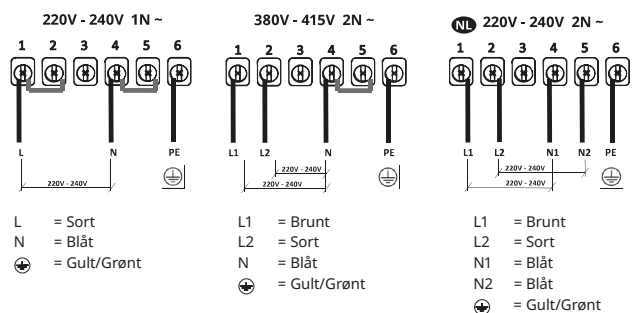 220V - 240V 1N ~
1 2 3 4 5 6
L N PE
220V - 240V
L = Sort
N = Blåt
= Gult/Grønt
380V - 415V 2N ~
1 2 3 4 5 6
L1 L2 N PE
220V - 240V
220V - 240V
L1 = Brunt
L2 = Sort
N = Blåt
= Gult/Grønt
NL 220V - 240V 2N ~
1 2 3 4 5 6
L1 L2 N1 N2 PE
220V - 240V
220V - 240V
L1 = Brunt
L2 = Sort
N1 = Blåt
N2 = Blåt
= Gult/Grønt